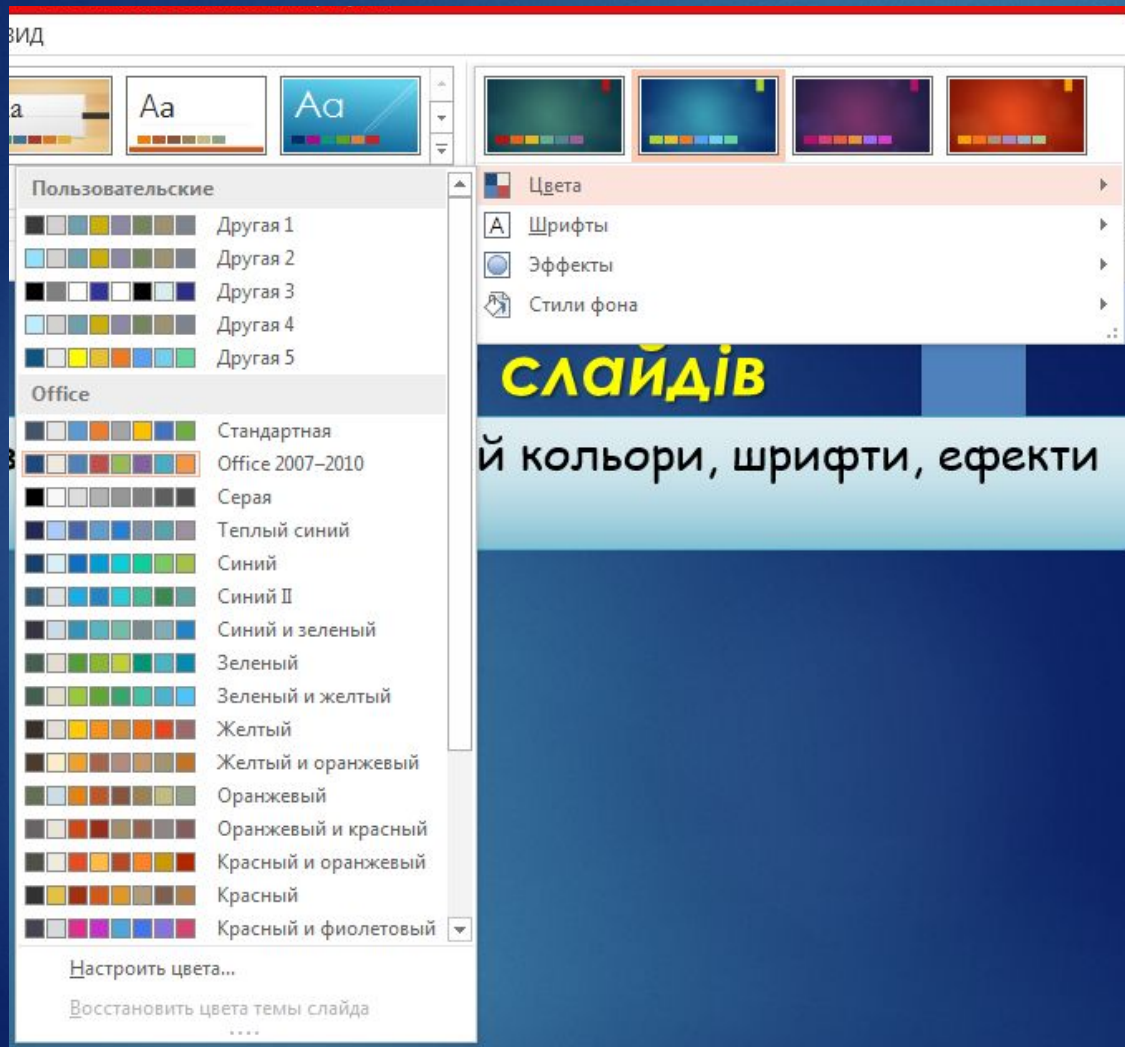 ВИД
Aa
Aa
Пользовательские
Другая 1
Другая 2
Другая 3
Другая 4
Другая 5
Office
Стандартная
Office 2007–2010
Серая
Теплый синий
Синий
Синий II
Синий и зеленый
Зеленый
Зеленый и желтый
Желтый
Желтый и оранжевый
Оранжевый
Оранжевый и красный
Красный и оранжевый
Красный
Красный и фиолетовый
Настроить цвета...
Восстановить цвета темы слайда
Цвета
Шрифты
Эффекты
Стили фона
слайдів
й кольори, шрифти, ефекти